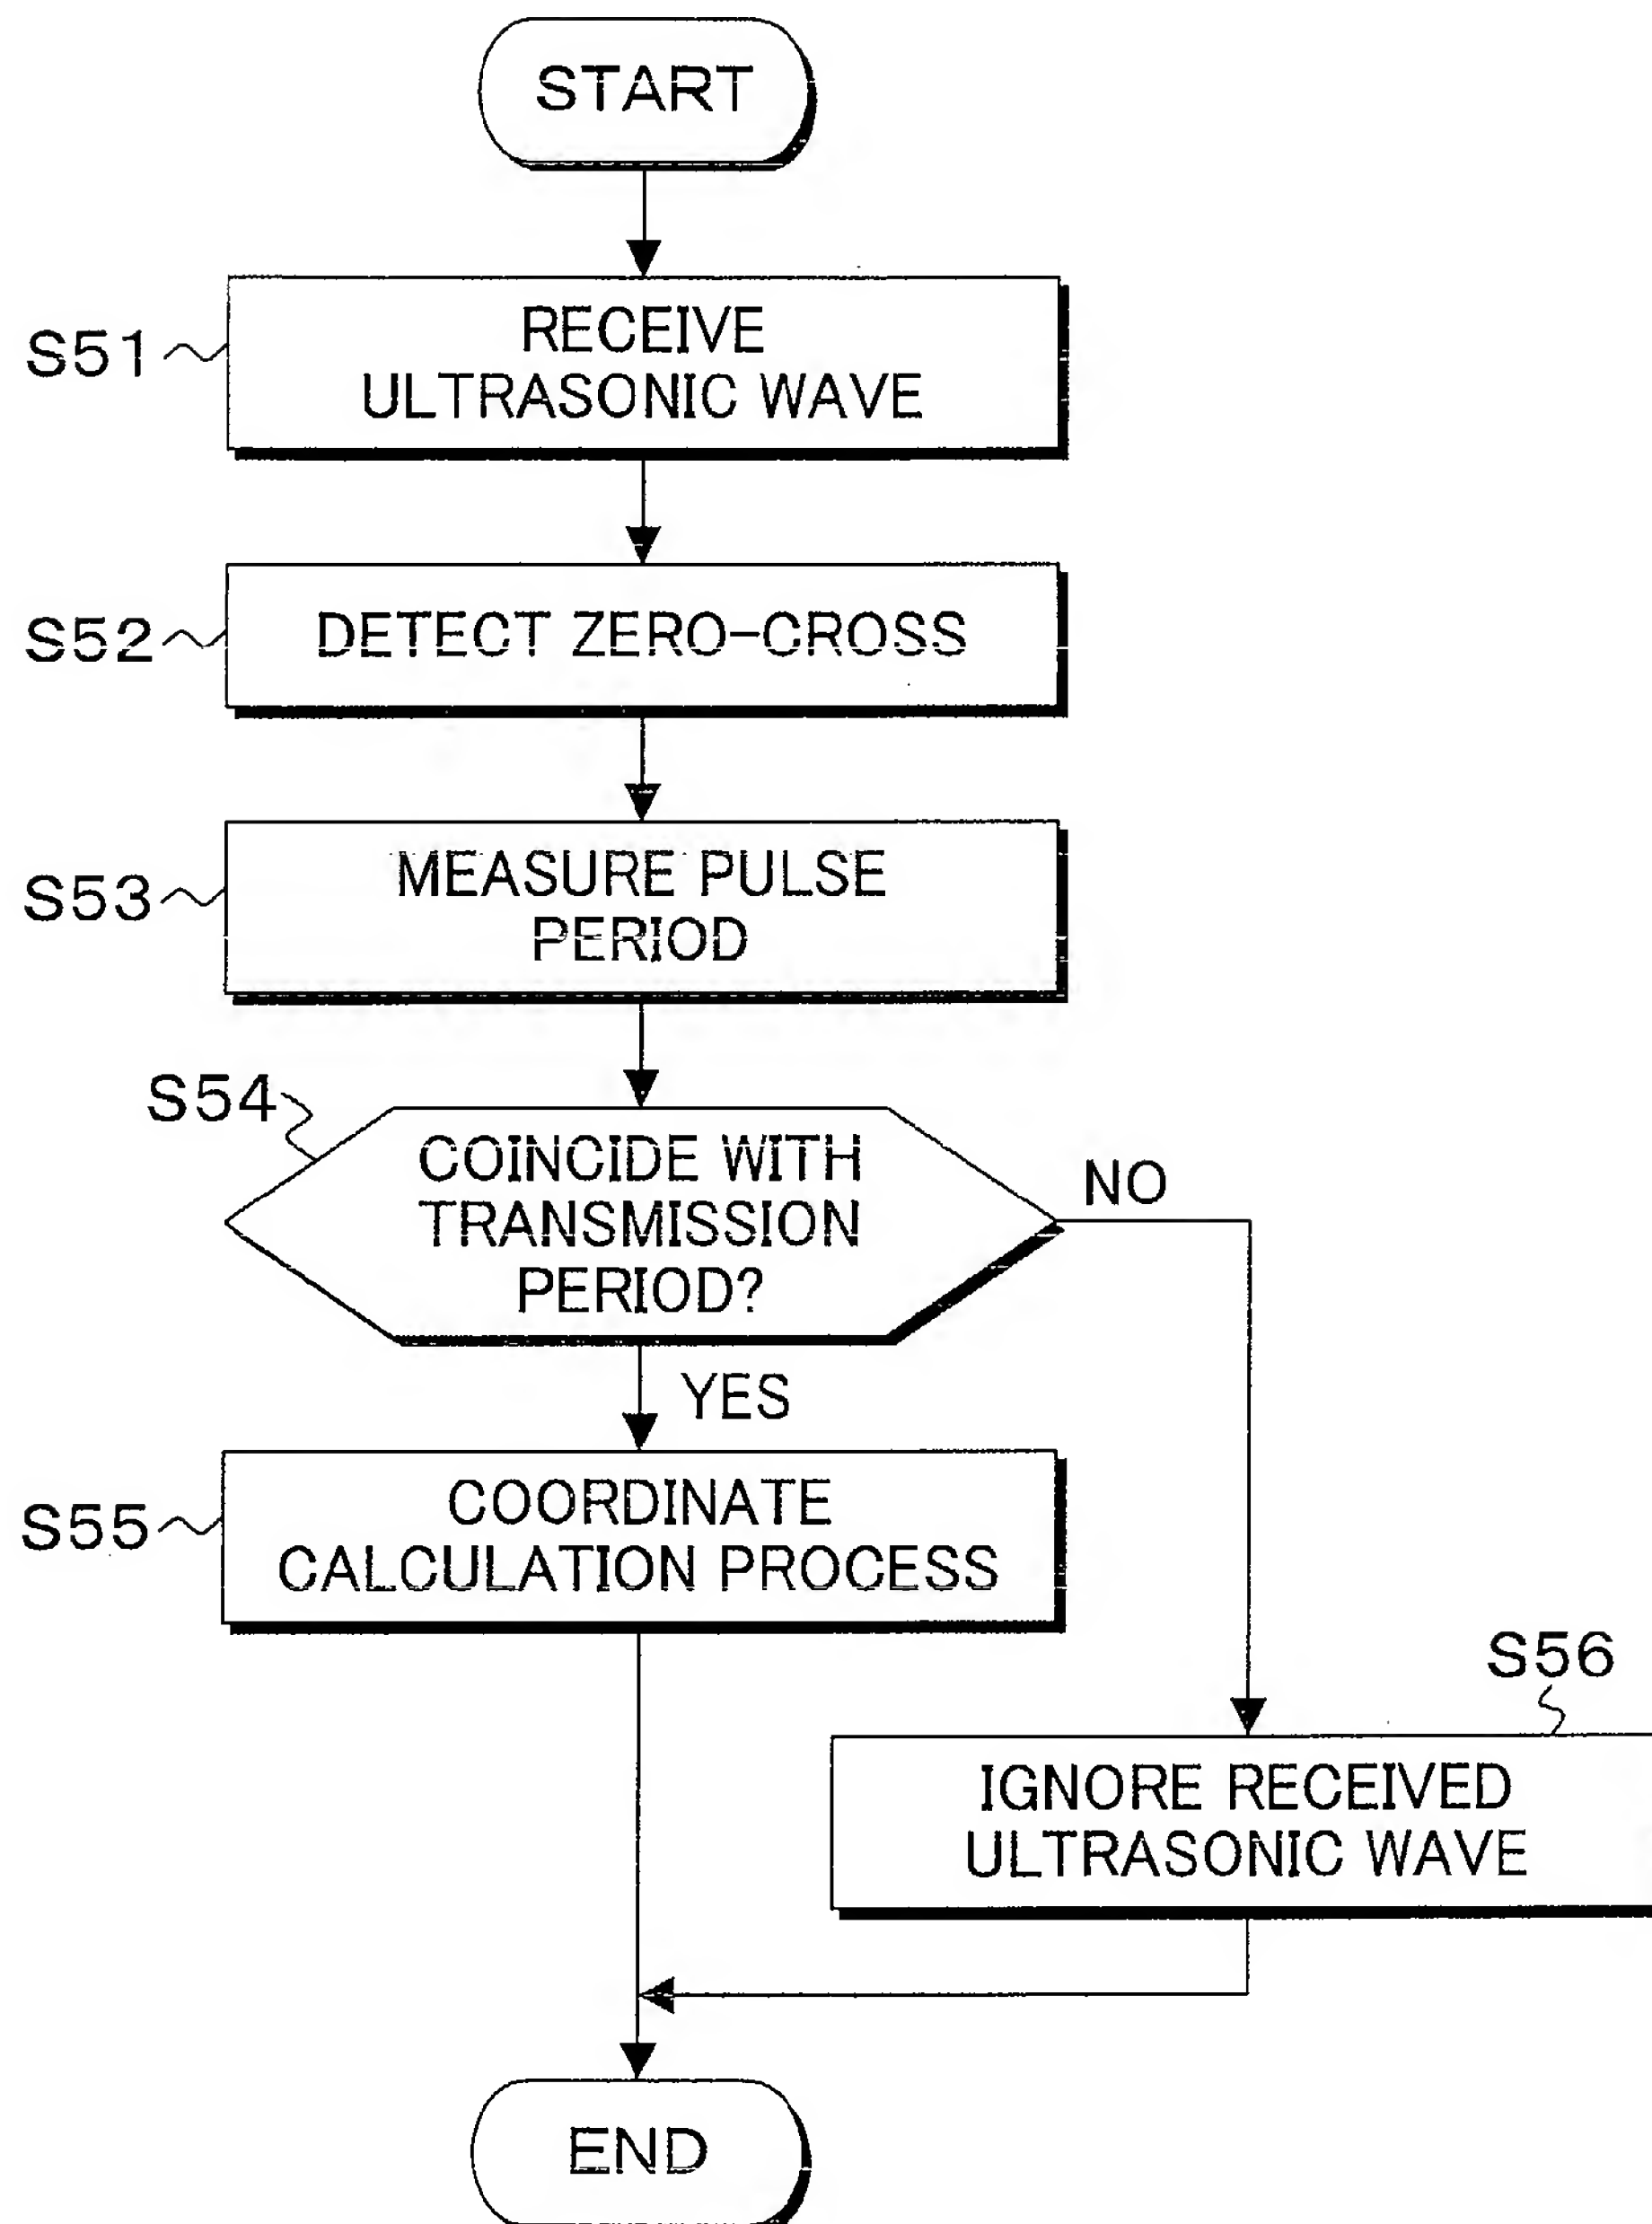 START
S51
RECEIVE
ULTRASONIC WAVE
S52
DETECT ZERO-CROSS
S53
MEASURE PULSE
PERIOD
S54
COINCIDE WITH
TRANSMISSION
PERIOD?
NO
YES
S55
COORDINATE
CALCULATION PROCESS
S56
IGNORE RECEIVED
ULTRASONIC WAVE
END